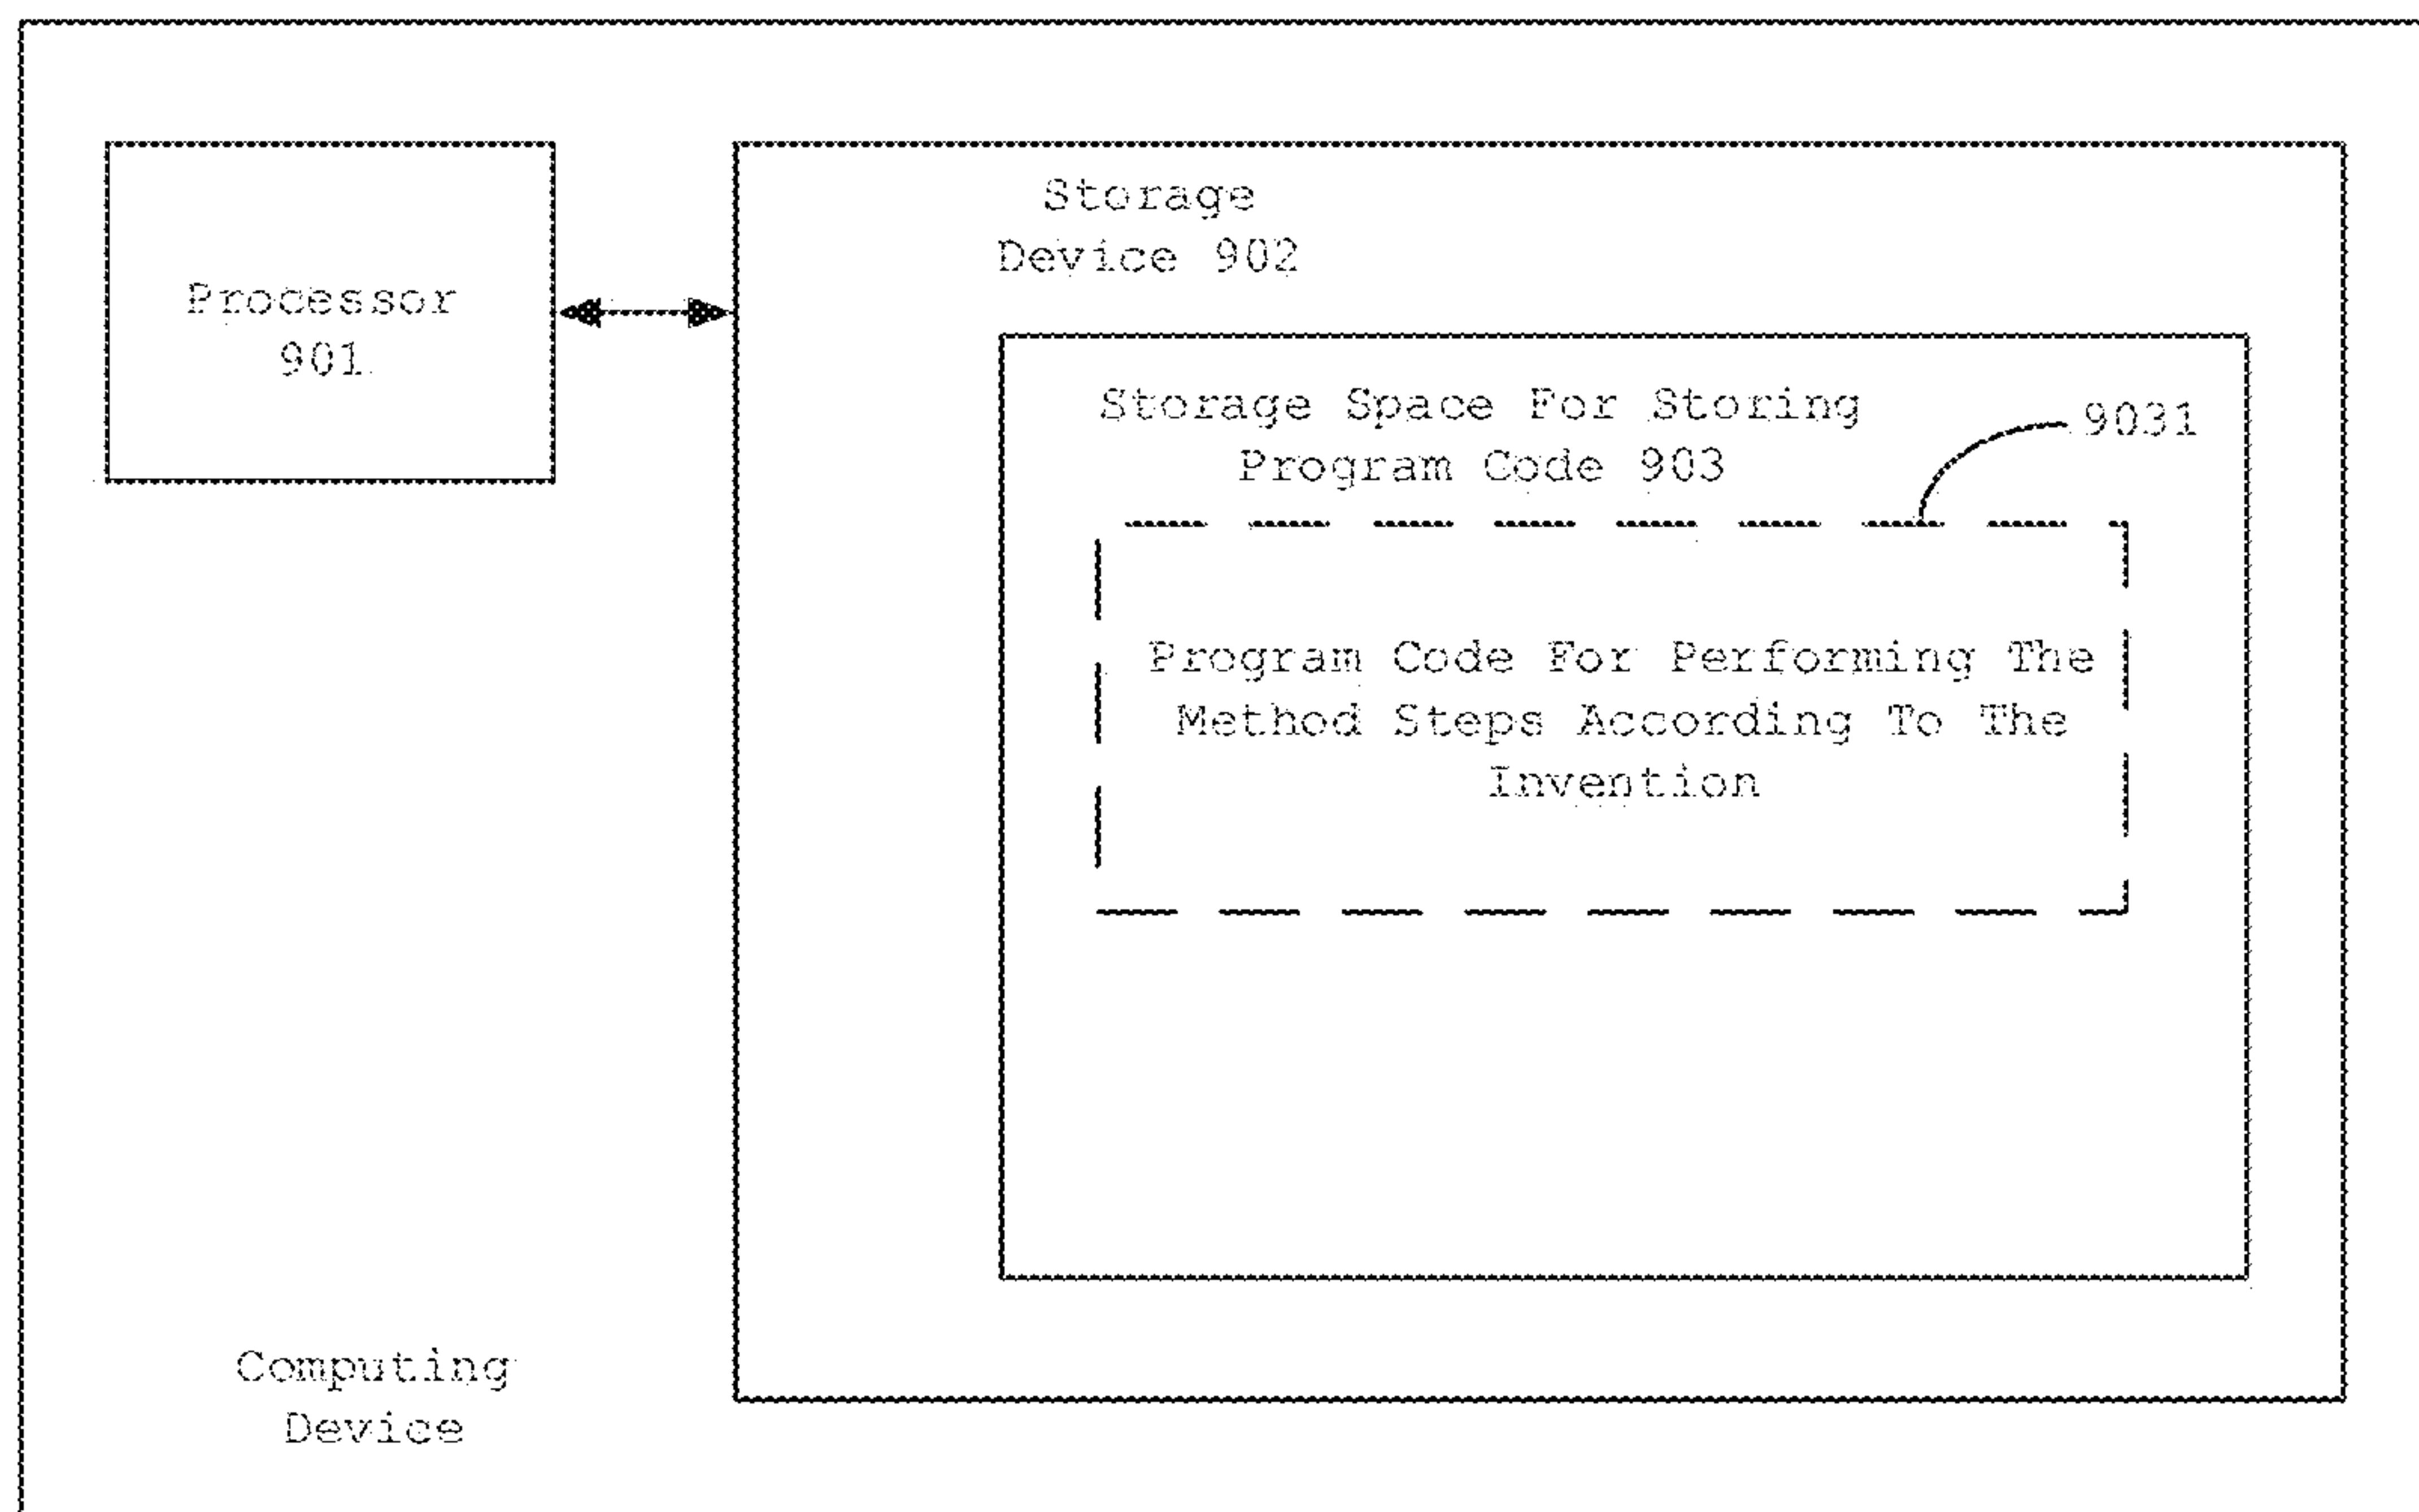 Storage
Device 902
Processor
901
Storage Space For Storing
Program Code 903
9031
Program Code For Performing The
Method Steps According To The
Invention
Computing
Device